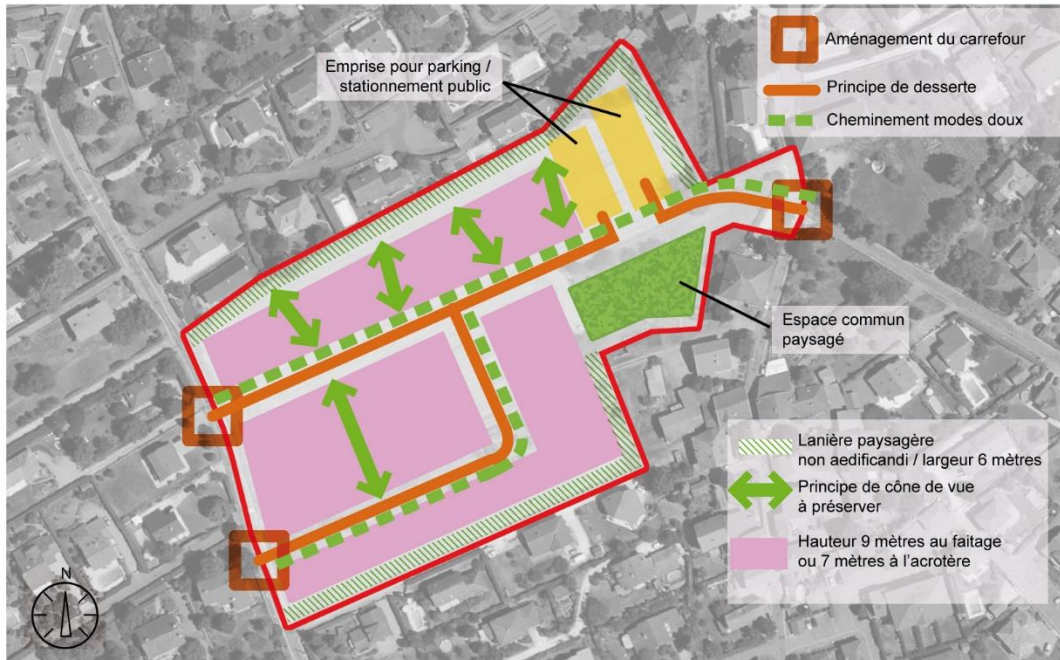 Emprise pour parking /
stationnement public
Aménagement du carrefour
Principe de desserte
Cheminement modes doux
Espace commun
paysagé
Lanière paysagère
non aedificandi / largeur 6 mètres
Principe de cône de vue
à préserver
Hauteur 9 mètres au faitage
ou 7 mètres à l'acrotère
N